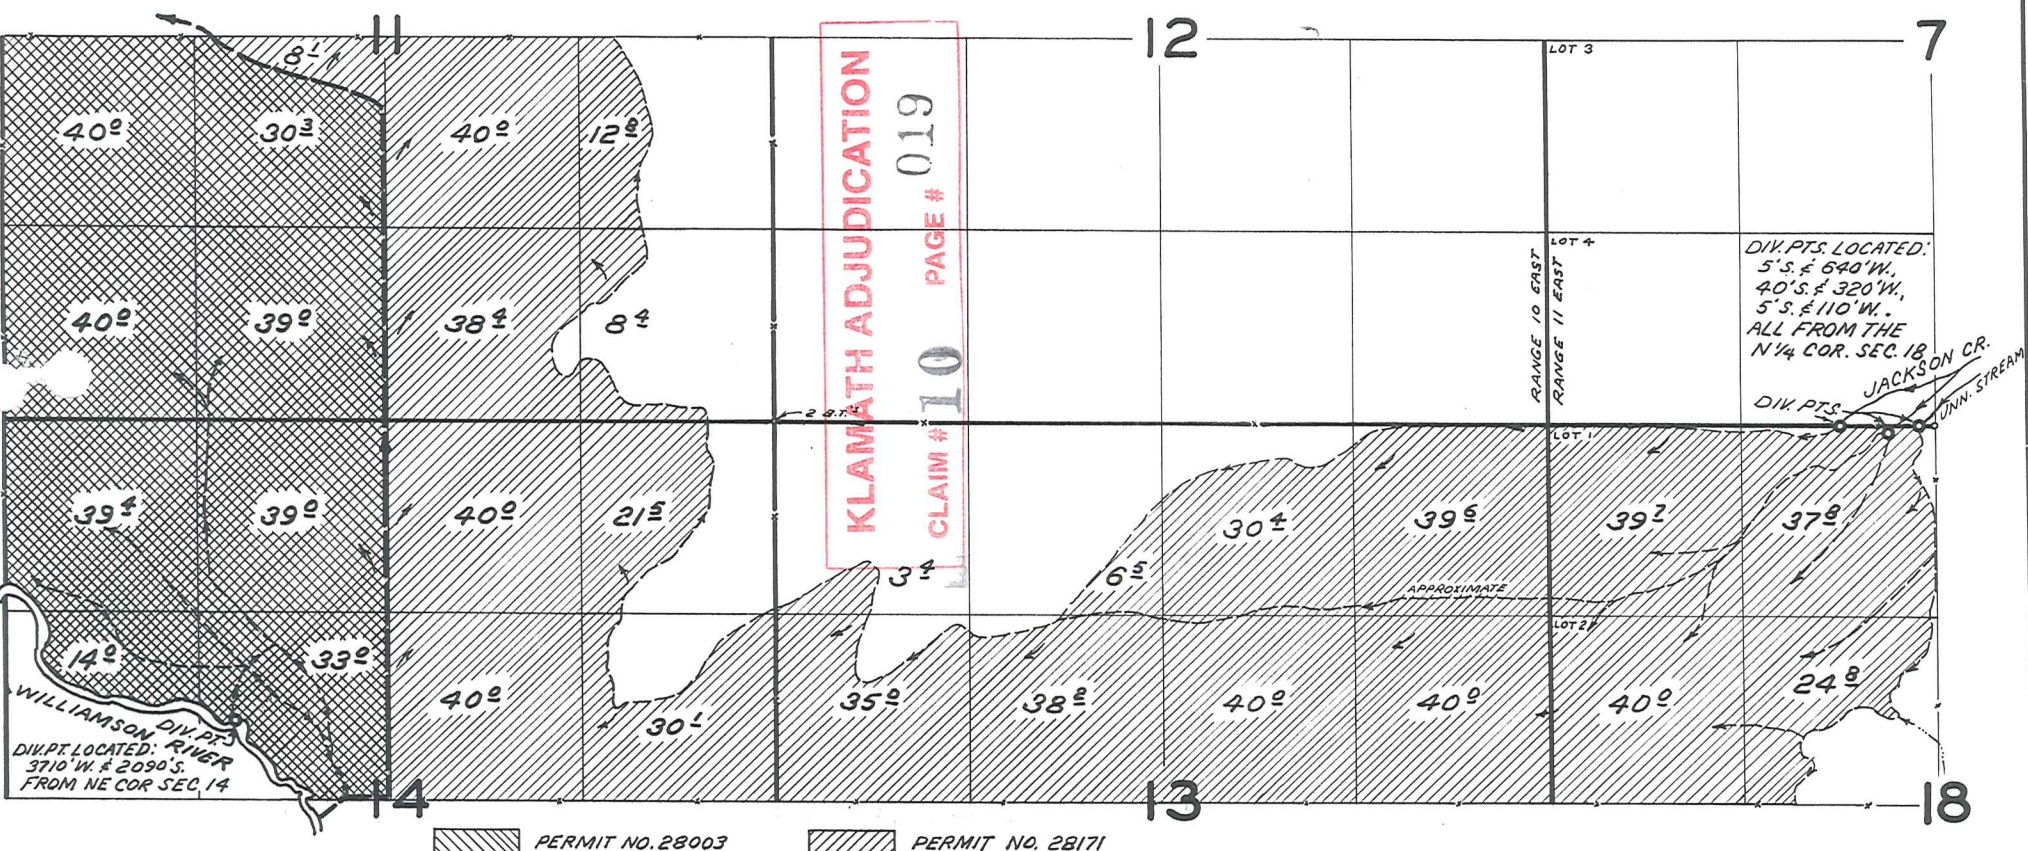 11
12
7
8 1
LOT 3
40 0
30 3
40 0
12 8
KLAMATH ADJUDICATION
CLAIM # 10 PAGE # 019
LOT 4
RANGE 10 EAST
RANGE 11 EAST
DIV. PTS. LOCATED:
5'S. & 640'W.,
40'S. & 320'W.,
5'S. & 110'W..
ALL FROM THE
N 1/4 COR. SEC. 18
40 0
39 0
38 4
8 4
JACKSON CR.
UNN. STREAM
DIV. PTS.
LOT 1
39 4
39 0
40 0
21 5
3 4
6 5
30 4
39 6
39 7
37 8
APPROXIMATE
LOT 2
14 0
33 0
40 0
30 1
35 0
38 2
40 0
40 0
40 0
24 8
WILLIAMSON RIVER
DIV. PT.S
DIV. PT. LOCATED:
3710'W. & 2090'S.
FROM NE COR SEC. 14
14
13
18
PERMIT NO. 28003
PERMIT NO. 28171